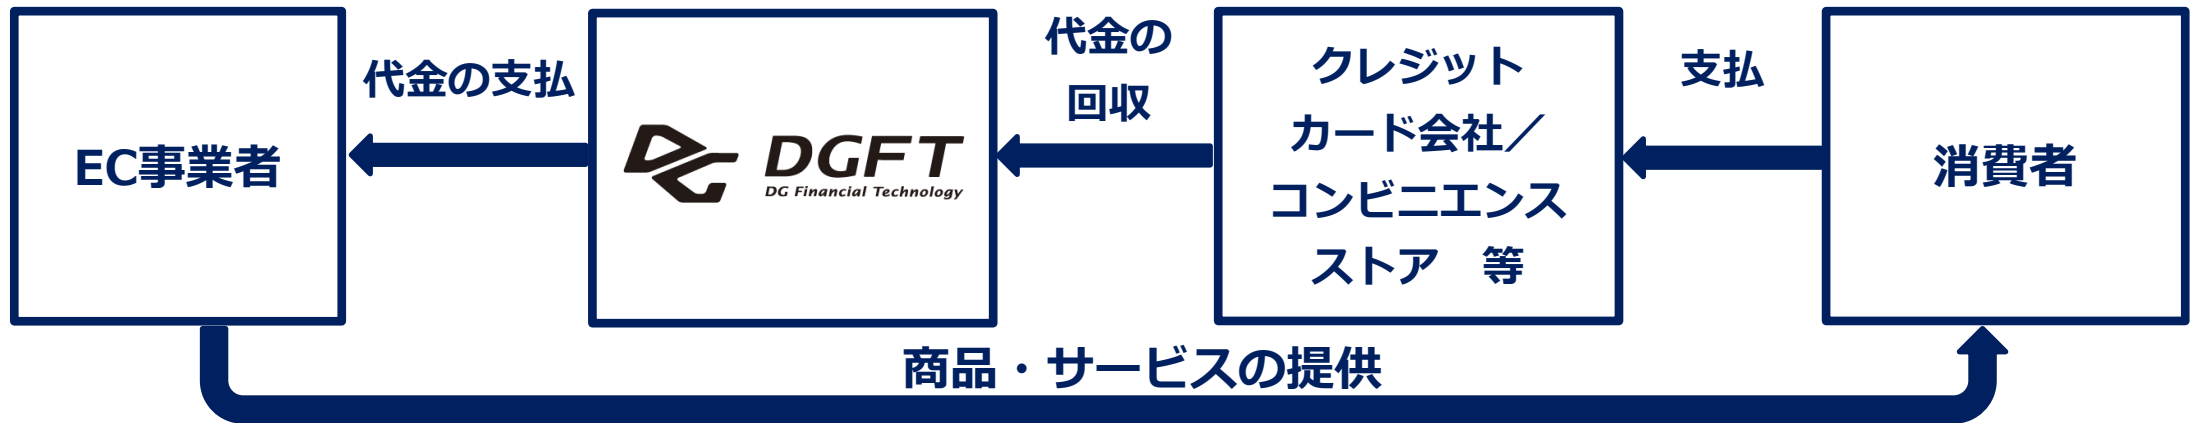 EC事業者
代金の支払
DGFT
DG Financial Technology
代金の
回収
クレジット
カード会社／
コンビニエンス
ストア　等
支払
消費者
商品・サービスの提供